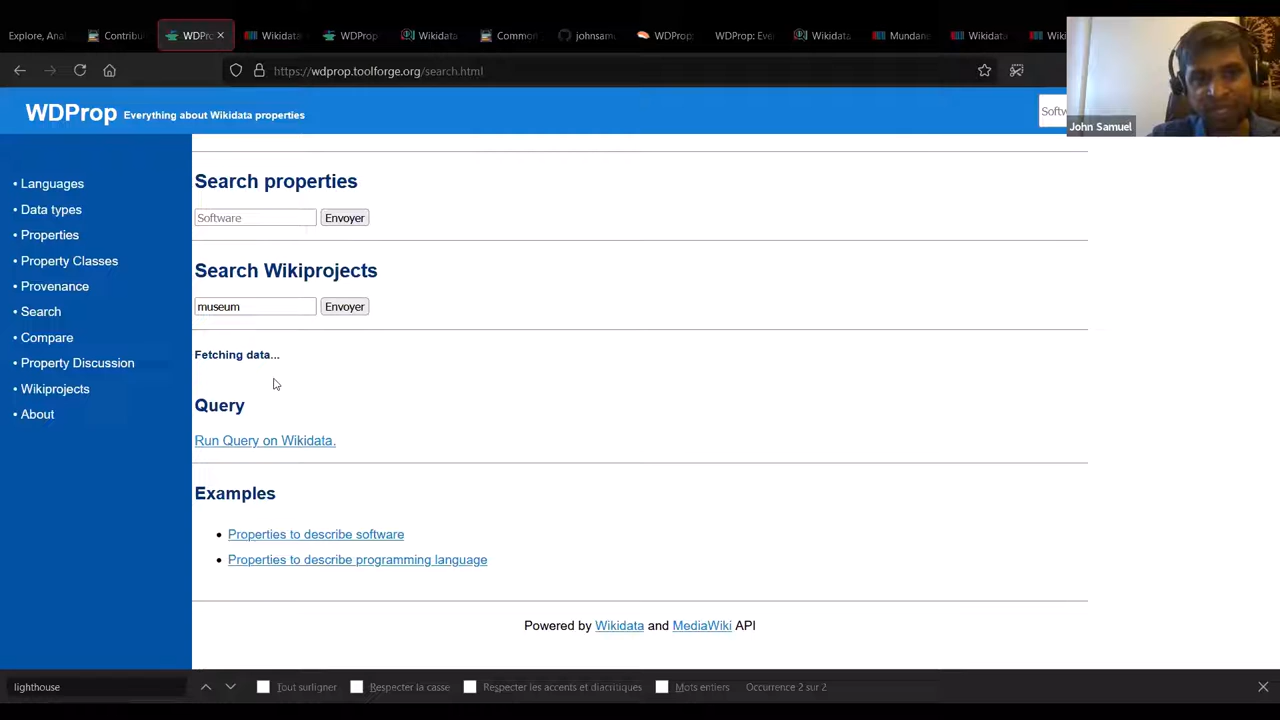 Explore, Ana
Contribu
WDPro
Wikidata
WDProp
Wikidata
Common
johnsam
WDProp:
WDProp: Eve
Wikidata
Mundan
Wikidata
Wiki
https://wdprop.toolforge.org/search.html
WDProp Everything about Wikidata properties
Softw
John Samuel
• Languages
• Data types
• Properties
• Property Classes
• Provenance
• Search
• Compare
• Property Discussion
• Wikiprojects
• About
Search properties
Software Envoyer
Search Wikiprojects
museum Envoyer
Fetching data...
Query
Run Query on Wikidata.
Examples
• Properties to describe software
• Properties to describe programming language
Powered by Wikidata and MediaWiki API
lighthouse Tout surligner Respecter la casse Respecter les accents et diacritiques Mots entiers Occurrence 2 sur 2